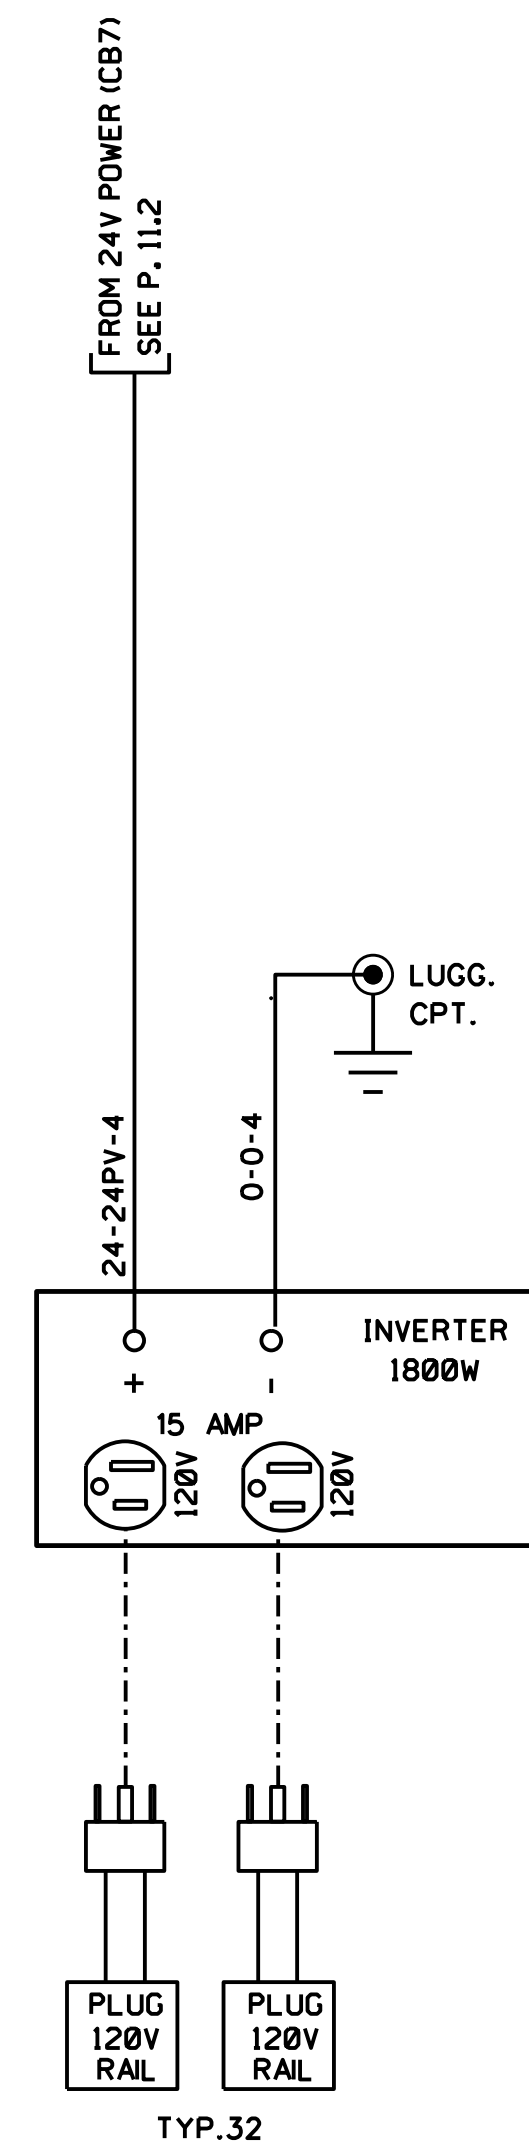 FROM 24V POWER (CB7)
SEE P. 11.2
LUGG.
CPT.
24-24PV-4
0-0-4
INVERTER
1800W
+
-
15 AMP
120V
120V
PLUG
120V
RAIL
PLUG
120V
RAIL
TYP.32